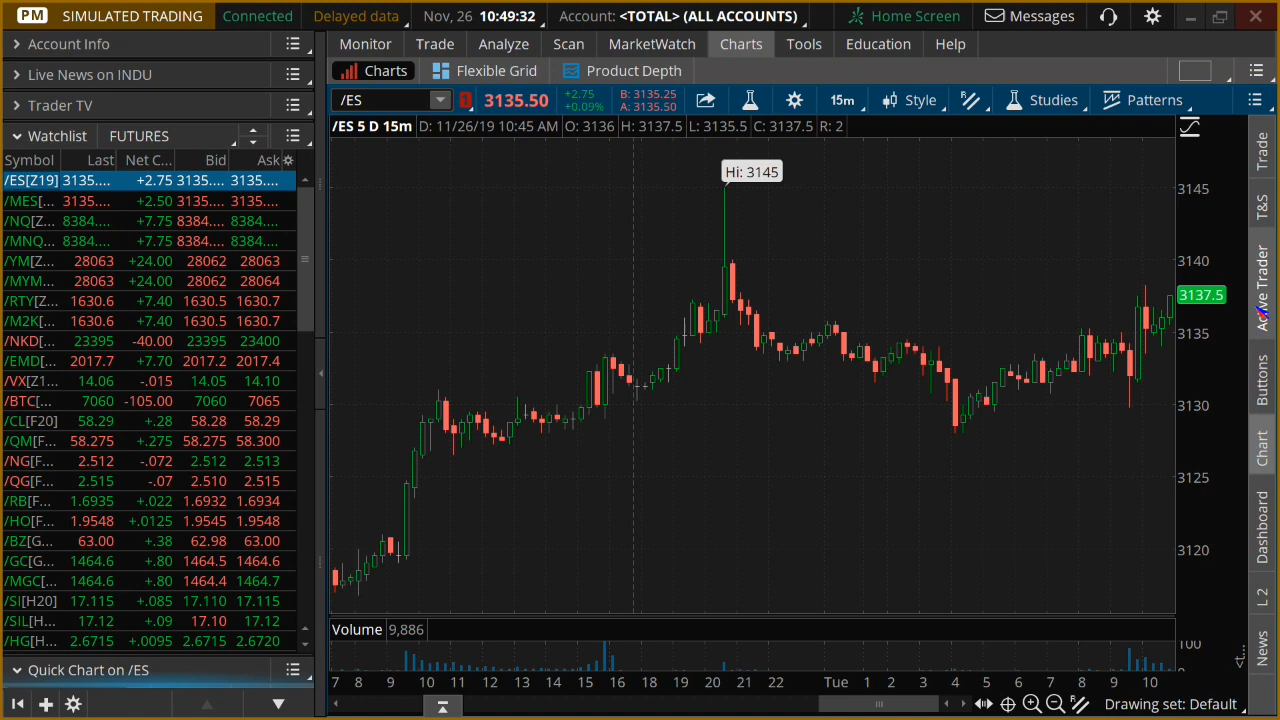 PM SIMULATED TRADING Connected Delayed data Nov, 26 10:49:32 Account: <TOTAL> (ALL ACCOUNTS) Home Screen Messages
Account Info
Live News on INDU
Trader TV
Watchlist FUTURES
Symbol Last Net C... Bid Ask
/ES[Z19] 3135.... +2.75 3135.... 3135....
/MES[... 3135.... +2.50 3135.... 3135....
/NQ[Z... 8384.... +7.75 8384.... 8384....
/MNQ... 8384.... +7.75 8384.... 8384....
/YM[Z... 28063 +24.00 28062 28063
/MYM... 28063 +24.00 28062 28064
/RTY[Z... 1630.6 +7.40 1630.5 1630.7
/M2K[... 1630.6 +7.40 1630.5 1630.7
/NKD[... 23395 -40.00 23395 23400
/EMD[... 2017.7 +7.70 2017.2 2017.4
/VX[Z1... 14.06 -.015 14.05 14.10
/BTC[... 7060 -105.00 7060 7065
/CL[F20] 58.29 +.28 58.28 58.29
/QM[F... 58.275 +.275 58.275 58.300
/NG[F... 2.512 -.072 2.512 2.513
/QG[F... 2.515 -.07 2.510 2.515
/RB[F... 1.6935 +.022 1.6932 1.6934
/HO[F... 1.9548 +.0125 1.9545 1.9548
/BZ[G... 63.00 +.38 62.98 63.00
/GC[G... 1464.6 +.80 1464.5 1464.6
/MGC[... 1464.6 +.80 1464.4 1464.7
/SI[H20] 17.115 +.085 17.110 17.115
/SIL[H... 17.12 +.09 17.10 17.12
/HG[H... 2.6715 +.0095 2.6715 2.6720
Quick Chart on /ES
Monitor Trade Analyze Scan MarketWatch Charts Tools Education Help
Charts Flexible Grid Product Depth
/ES 1 3135.50 +2.75 +0.09% B: 3135.25 A: 3135.50 15m Style Studies Patterns
/ES 5 D 15m D: 11/26/19 10:45 AM O: 3136 H: 3137.5 L: 3135.5 C: 3137.5 R: 2
Hi: 3145
3145
3140
3137.5
3135
3130
3125
3120
Volume 9,886
100
0
7 8 9 10 11 12 13 14 15 16 18 19 20 21 22 Tue 1 2 3 4 5 6 7 8 9 10
Drawing set: Default
Trade
T&S
Active Trader
Buttons
Chart
Dashboard
L 2
News